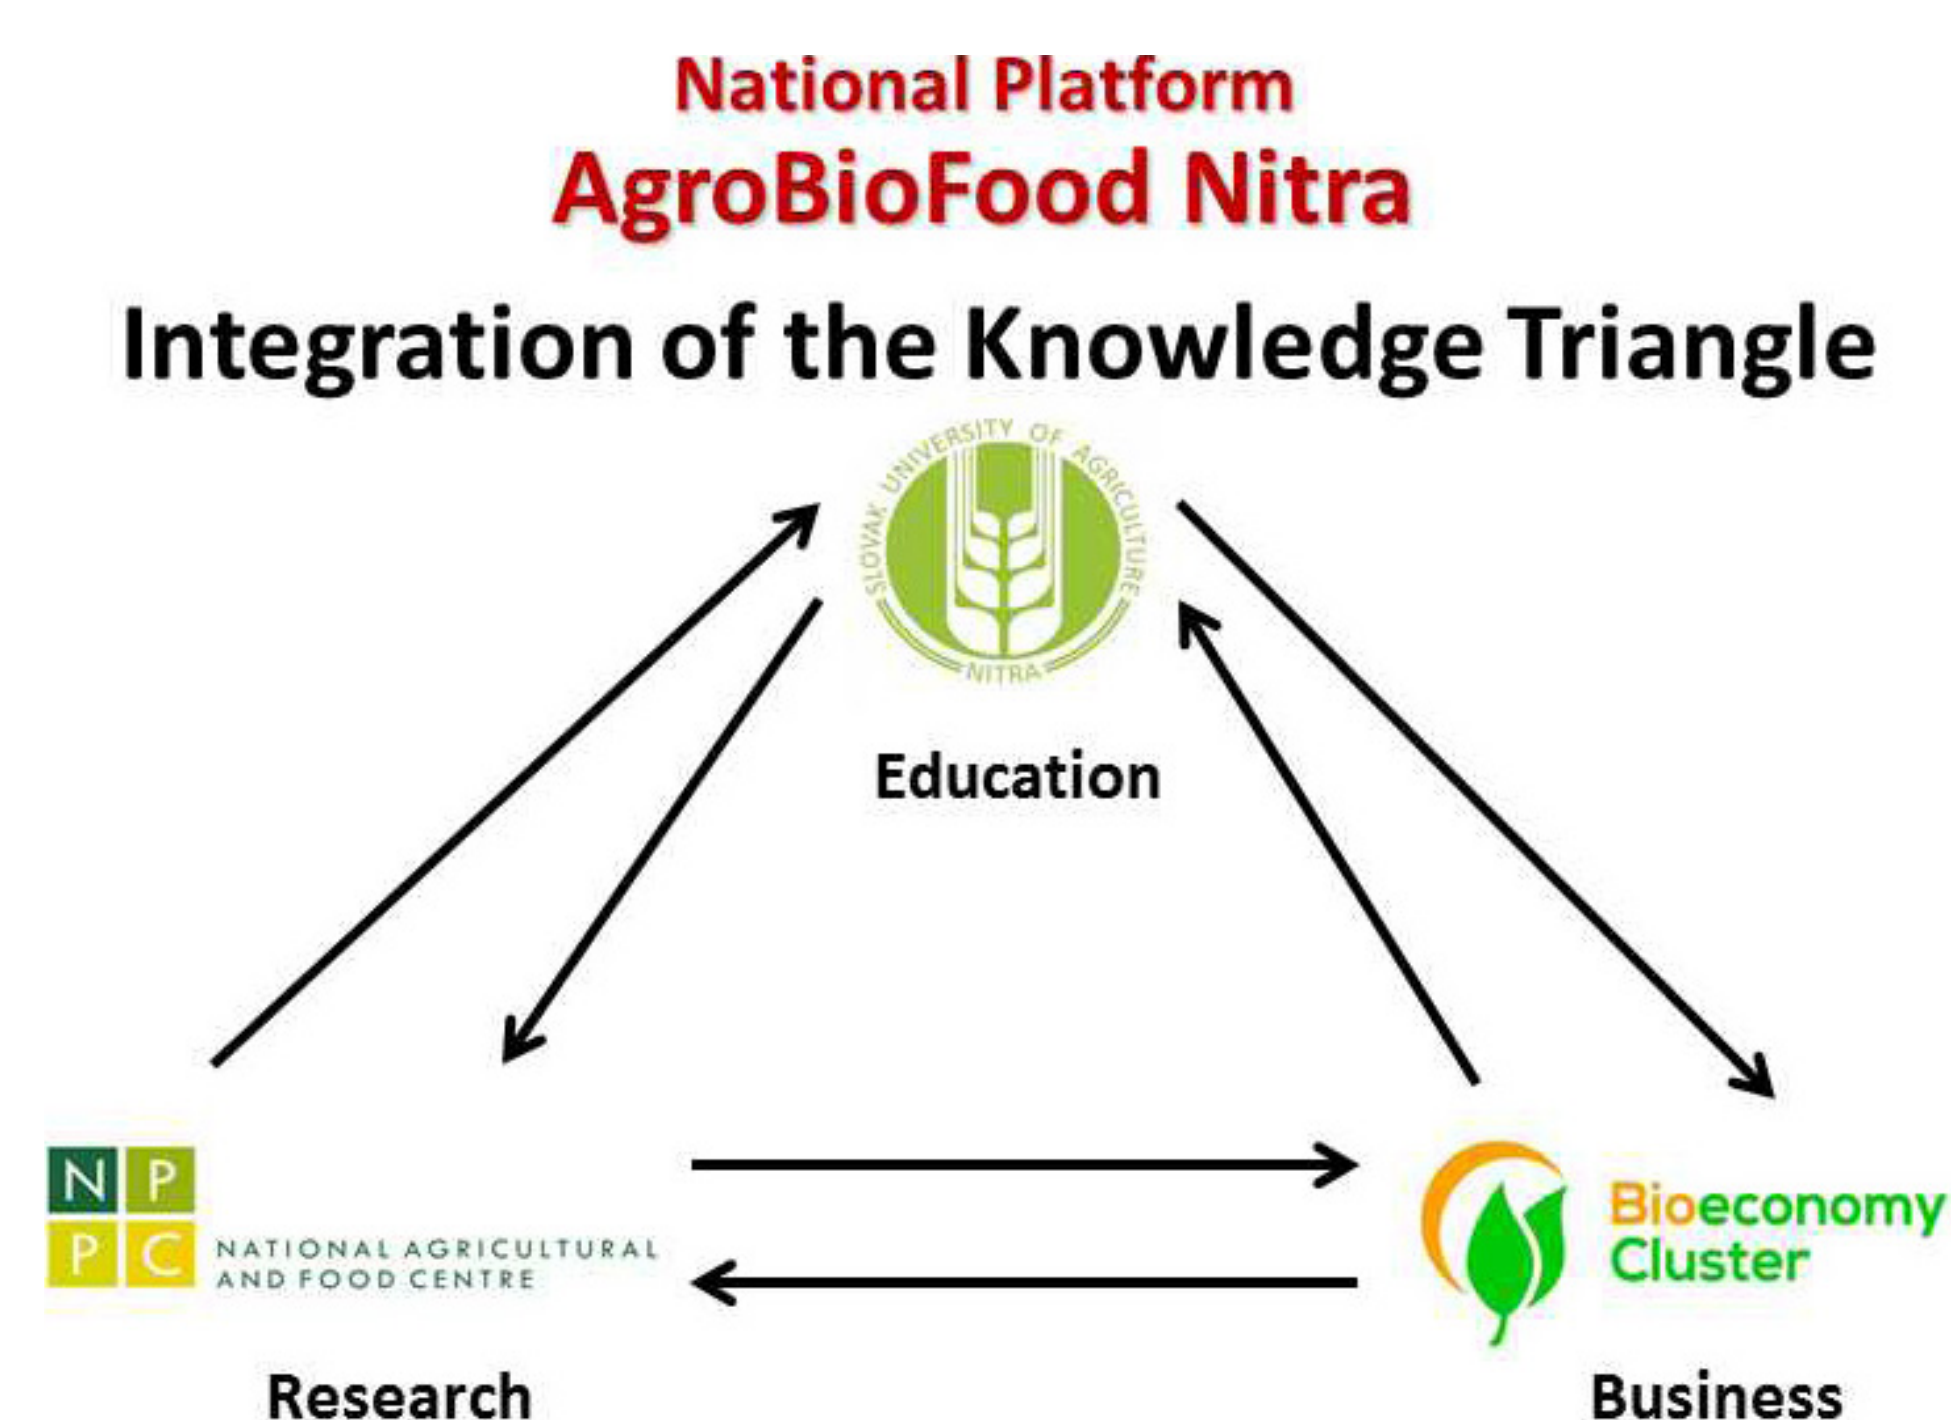 National Platform
AgroBioFood Nitra
Integration of the Knowledge Triangle
SLOVAK UNIVERSITY OF AGRICULTURE
NITRA
Education
N P
P C
NATIONAL AGRICULTURAL
AND FOOD CENTRE
Bioeconomy
Cluster
Research
Business